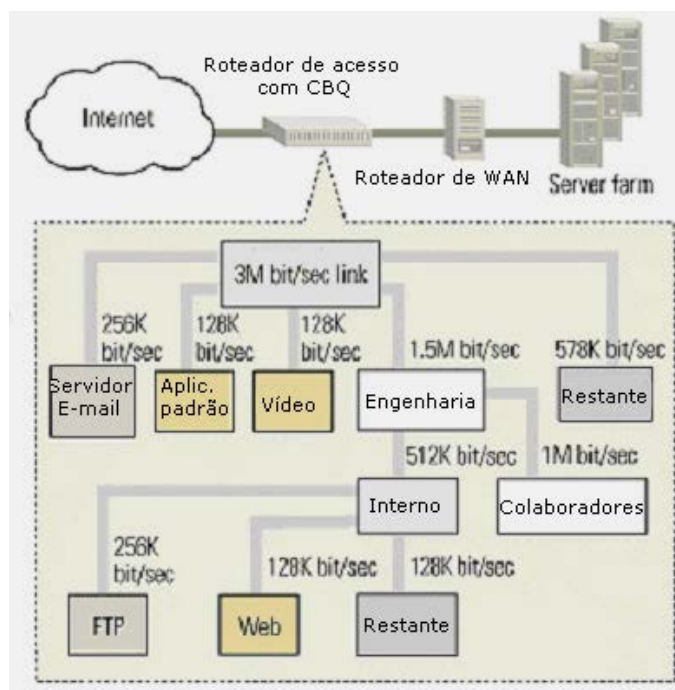 Roteador de acesso
com CBQ
Internet
Roteador de WAN
Server farm
3M bit/sec link
256K
bit/sec
128K
bit/sec
128K
bit/sec
1.5M bit/sec
578K bit/sec
Servidor
E-mail
Aplic.
padrão
Vídeo
Engenharia
Restante
512K bit/sec
1M bit/sec
Interno
Colaboradores
256K
bit/sec
128K bit/sec
128K bit/sec
FTP
Web
Restante